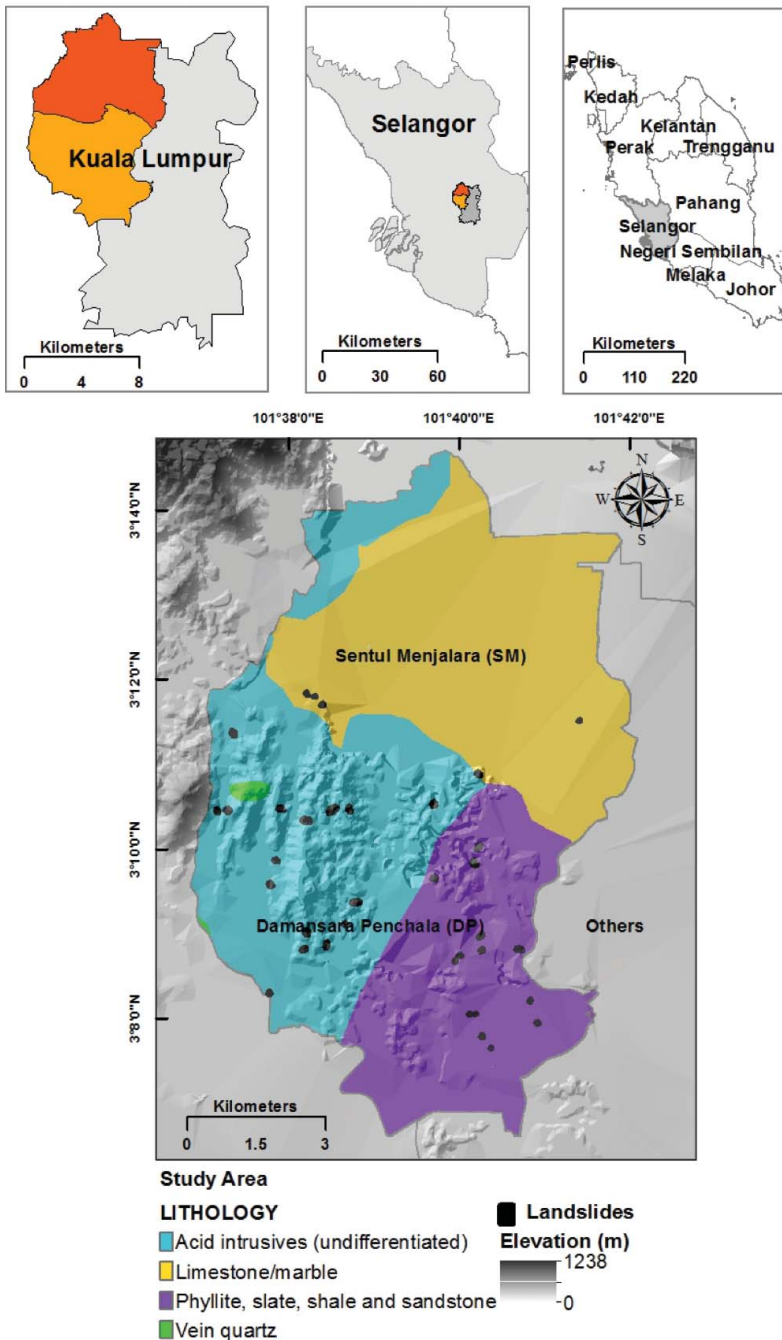 Kuala Lumpur
Kilometers
0 4 8
Selangor
Kilometers
0 30 60
Perlis
Kedah
Kelantan
Perak Trengganu
Pahang
Selangor
Negeri Sembilan
Melaka
Johor
Kilometers
0 110 220
101°38'0"E 101°40'0"E 101°42'0"E
N
W E
S
3°14'0"N
3°12'0"N
3°10'0"N
3°8'0"N
Sentul Menjalara (SM)
Damansara Penchala (DP)
Others
Kilometers
0 1.5 3
Study Area
LITHOLOGY
Acid intrusives (undifferentiated)
Limestone/marble
Phyllite, slate, shale and sandstone
Vein quartz
Landslides
Elevation (m)
1238
0